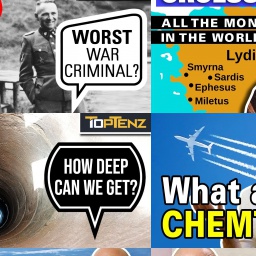 WORST
WAR
CRIMINAL?
ALL THE MON
IN THE WORL
Lydi
Smyrna
Sardis
Ephesus
Miletus
TOPTENZ
HOW DEEP
CAN WE GET?
What a
CHEMT